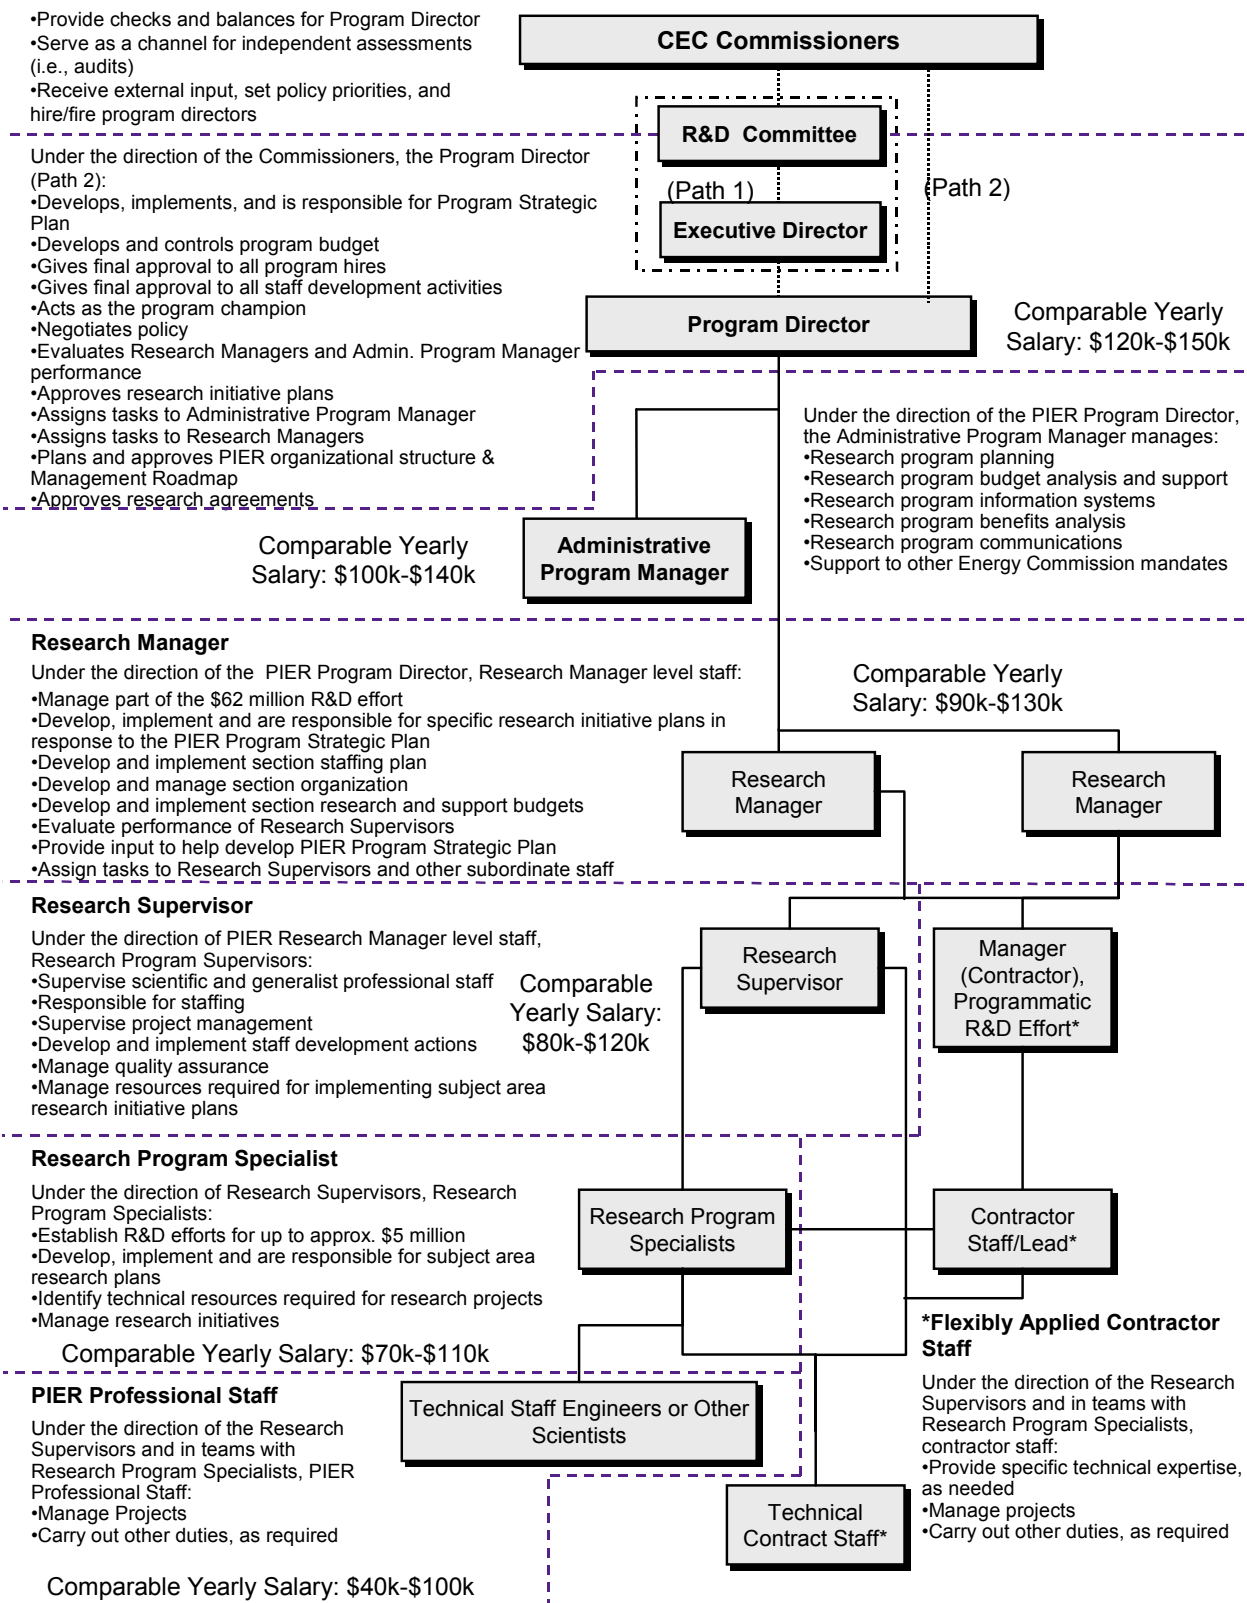 •Provide checks and balances for Program Director
•Serve as a channel for independent assessments
(i.e., audits)
•Receive external input, set policy priorities, and
hire/fire program directors
CEC Commissioners
R&D Committee
(Path 1)
(Path 2)
Executive Director
Program Director
Comparable Yearly
Salary: $120k-$150k
Under the direction of the Commissioners, the Program Director
(Path 2):
•Develops, implements, and is responsible for Program Strategic
Plan
•Develops and controls program budget
•Gives final approval to all program hires
•Gives final approval to all staff development activities
•Acts as the program champion
•Negotiates policy
•Evaluates Research Managers and Admin. Program Manager
performance
•Approves research initiative plans
•Assigns tasks to Administrative Program Manager
•Assigns tasks to Research Managers
•Plans and approves PIER organizational structure &
Management Roadmap
•Approves research agreements
Under the direction of the PIER Program Director,
the Administrative Program Manager manages:
•Research program planning
•Research program budget analysis and support
•Research program information systems
•Research program benefits analysis
•Research program communications
•Support to other Energy Commission mandates
Comparable Yearly
Salary: $100k-$140k
Administrative
Program Manager
Research Manager
Under the direction of the PIER Program Director, Research Manager level staff:
•Manage part of the $62 million R&D effort
•Develop, implement and are responsible for specific research initiative plans in
response to the PIER Program Strategic Plan
•Develop and implement section staffing plan
•Develop and manage section organization
•Develop and implement section research and support budgets
•Evaluate performance of Research Supervisors
•Provide input to help develop PIER Program Strategic Plan
•Assign tasks to Research Supervisors and other subordinate staff
Comparable Yearly
Salary: $90k-$130k
Research
Manager
Research
Manager
Research Supervisor
Under the direction of PIER Research Manager level staff,
Research Program Supervisors:
•Supervise scientific and generalist professional staff
•Responsible for staffing
•Supervise project management
•Develop and implement staff development actions
•Manage quality assurance
•Manage resources required for implementing subject area
research initiative plans
Comparable
Yearly Salary:
$80k-$120k
Research
Supervisor
Manager
(Contractor),
Programmatic
R&D Effort*
Research Program Specialist
Under the direction of Research Supervisors, Research
Program Specialists:
•Establish R&D efforts for up to approx. $5 million
•Develop, implement and are responsible for subject area
research plans
•Identify technical resources required for research projects
•Manage research initiatives
Comparable Yearly Salary: $70k-$110k
Research Program
Specialists
Contractor
Staff/Lead*
PIER Professional Staff
Under the direction of the Research
Supervisors and in teams with
Research Program Specialists, PIER
Professional Staff:
•Manage Projects
•Carry out other duties, as required
Comparable Yearly Salary: $40k-$100k
Technical Staff Engineers or Other
Scientists
Technical
Contract Staff*
*Flexibly Applied Contractor
Staff
Under the direction of the Research
Supervisors and in teams with
Research Program Specialists,
contractor staff:
•Provide specific technical expertise,
as needed
•Manage projects
•Carry out other duties, as required